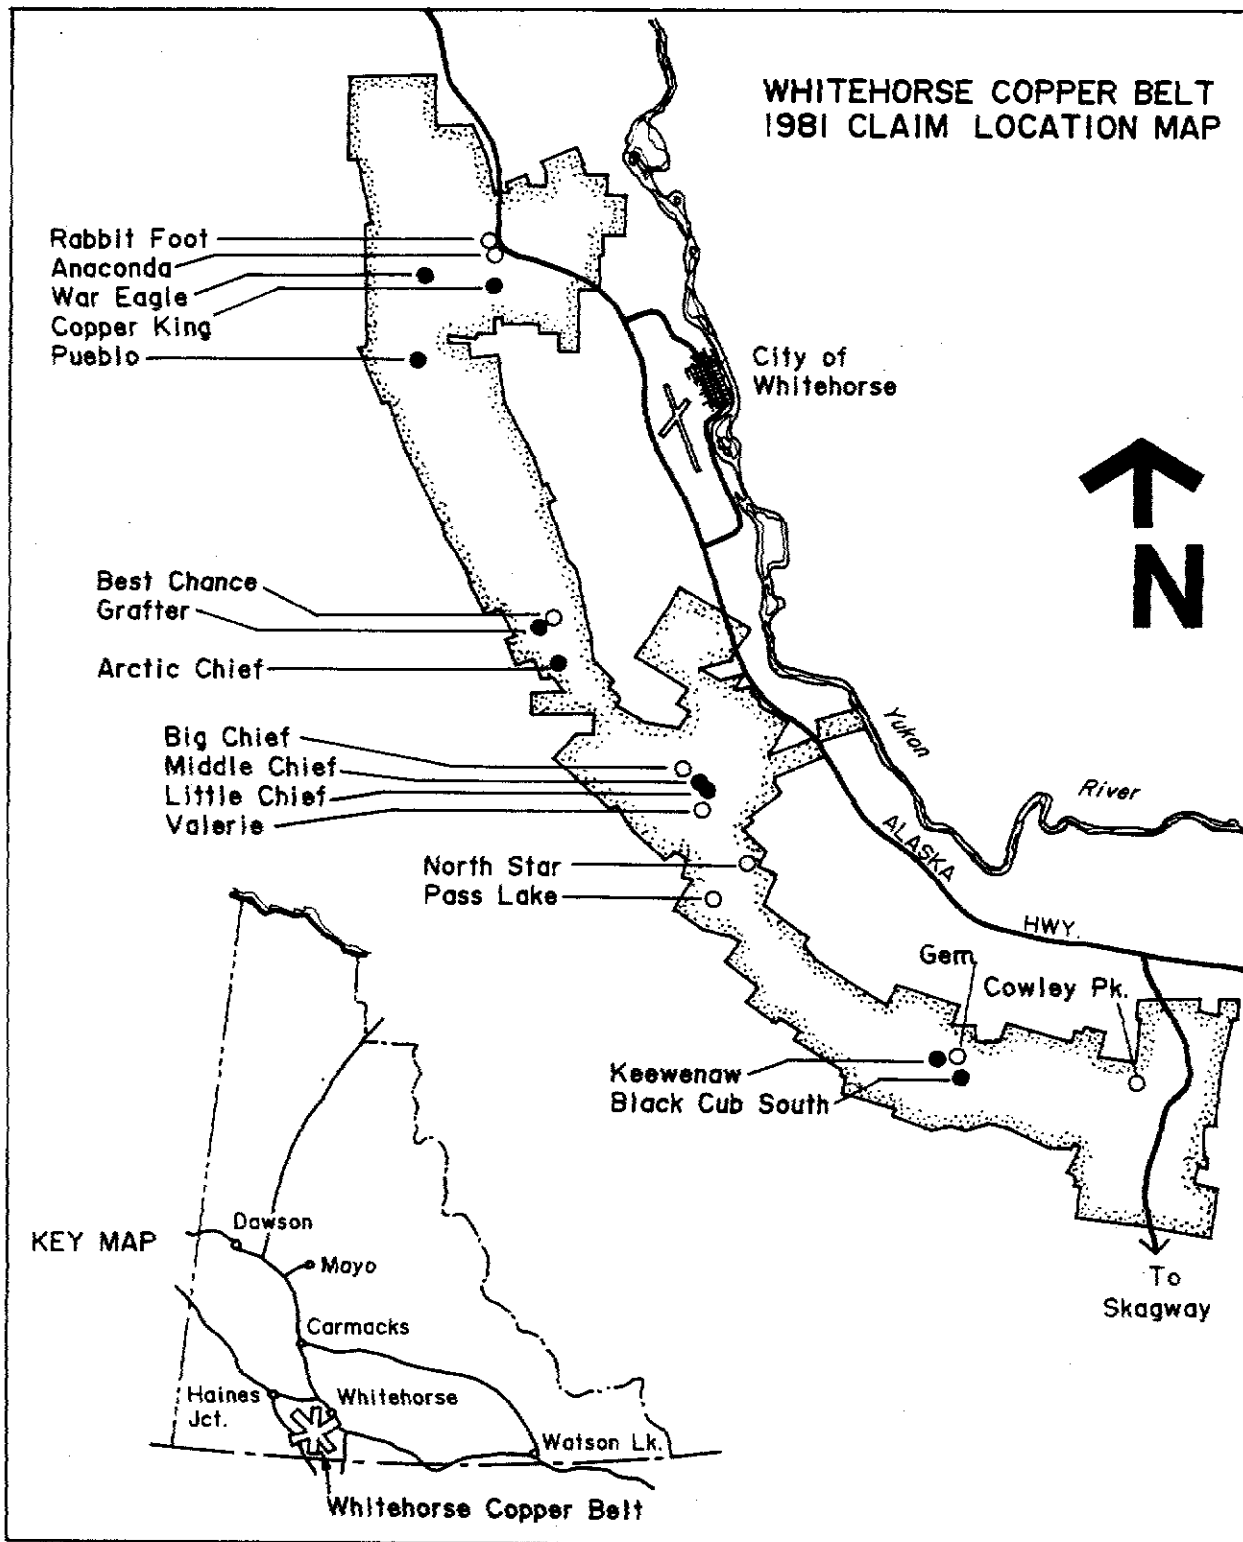 WHITEHORSE COPPER BELT
1981 CLAIM LOCATION MAP
Rabbit Foot
Anaconda
War Eagle
Copper King
Pueblo
City of
Whitehorse
N
Best Chance
Grafter
Arctic Chief
Big Chief
Middle Chief
Little Chief
Valerie
Yukon
River
ALASKA
HWY.
North Star
Pass Lake
Gem
Cowley Pk.
Keewenaw
Black Cub South
To
Skagway
KEY MAP
Dawson
Mayo
Carmacks
Haines
Jct.
Whitehorse
Watson Lk.
Whitehorse Copper Belt